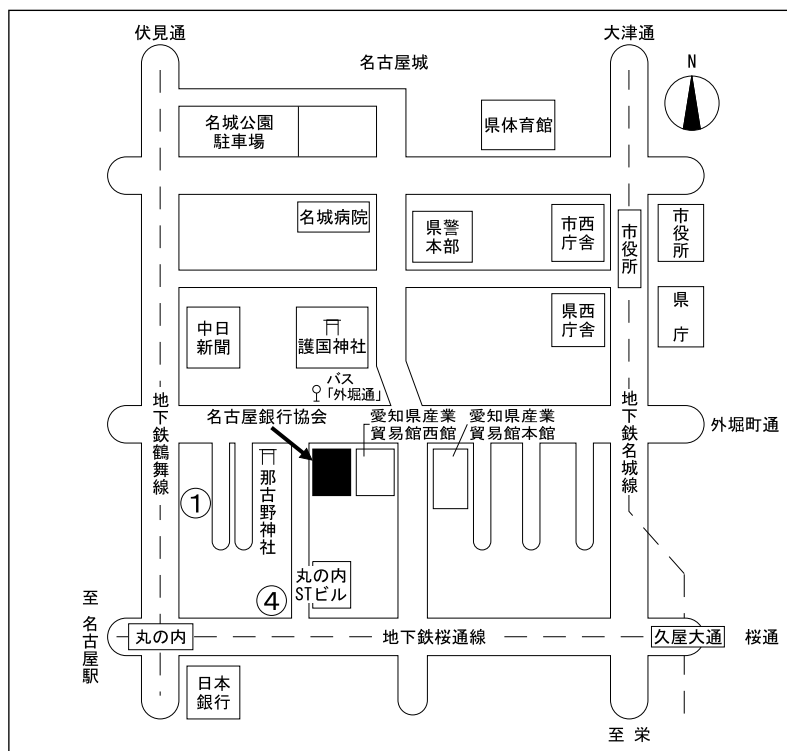 伏見通
大津通
名古屋城
N
名城公園
駐車場
県体育館
名城病院
県警
本部
市西
庁舎
市役所
市役所
中日
新聞
護国神社
県西
庁舎
県庁
バス
「外堀通」
地下鉄鶴舞線
名古屋銀行協会
愛知県産業
貿易館西館
愛知県産業
貿易館本館
地下鉄名城線
外堀町通
①
那古野神社
④
丸の内
STビル
至名古屋駅
丸の内
地下鉄桜通線
久屋大通
桜通
日本
銀行
至 栄